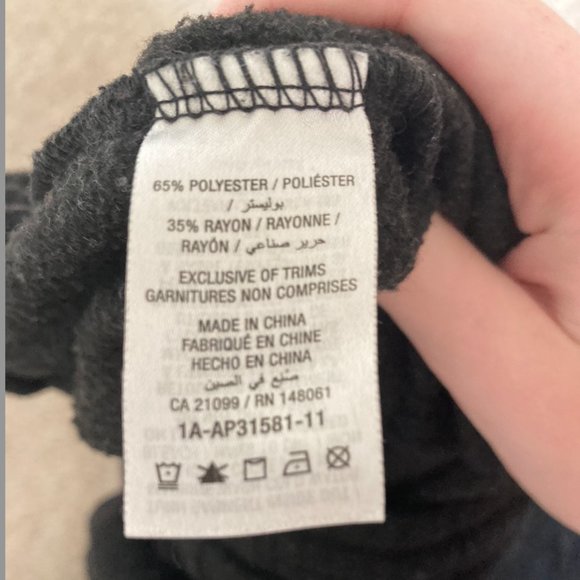 65% POLYESTER / POLIÉSTER
/ بوليستر
35% RAYON / RAYONNE /
RAYÓN / حرير صناعي
EXCLUSIVE OF TRIMS
GARNITURES NON COMPRISES
MADE IN CHINA
FABRIQUÉ EN CHINE
HECHO EN CHINA
صنع في الصين
CA 21099 / RN 148061
1A-AP31581-11